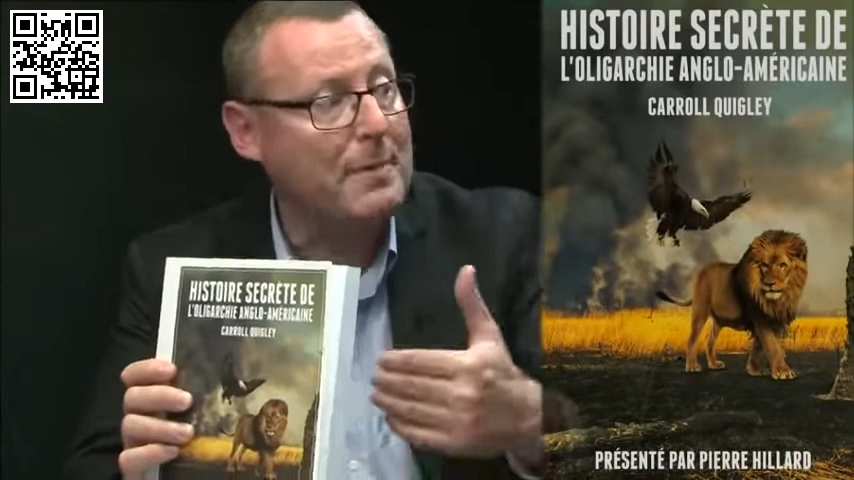 HISTOIRE SECRÈTE DE
L'OLIGARCHIE ANGLO-AMÉRICAINE
CARROLL QUIGLEY
PRÉSENTÉ PAR PIERRE HILLARD
HISTOIRE SECRÈTE DE
L'OLIGARCHIE ANGLO-AMÉRICAINE
CARROLL QUIGLEY